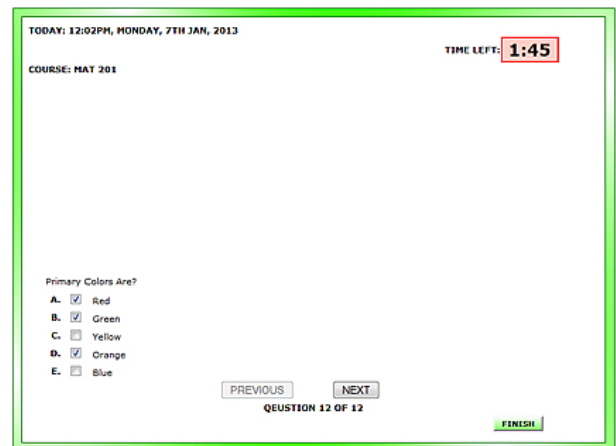 TODAY: 12:02PM, MONDAY, 7TH JAN, 2013
TIME LEFT: 1:45
COURSE: MAT 201
Primary Colors Are?
A. Red
B. Green
C. Yellow
D. Orange
E. Blue
PREVIOUS NEXT
QEUSTION 12 OF 12
FINISH